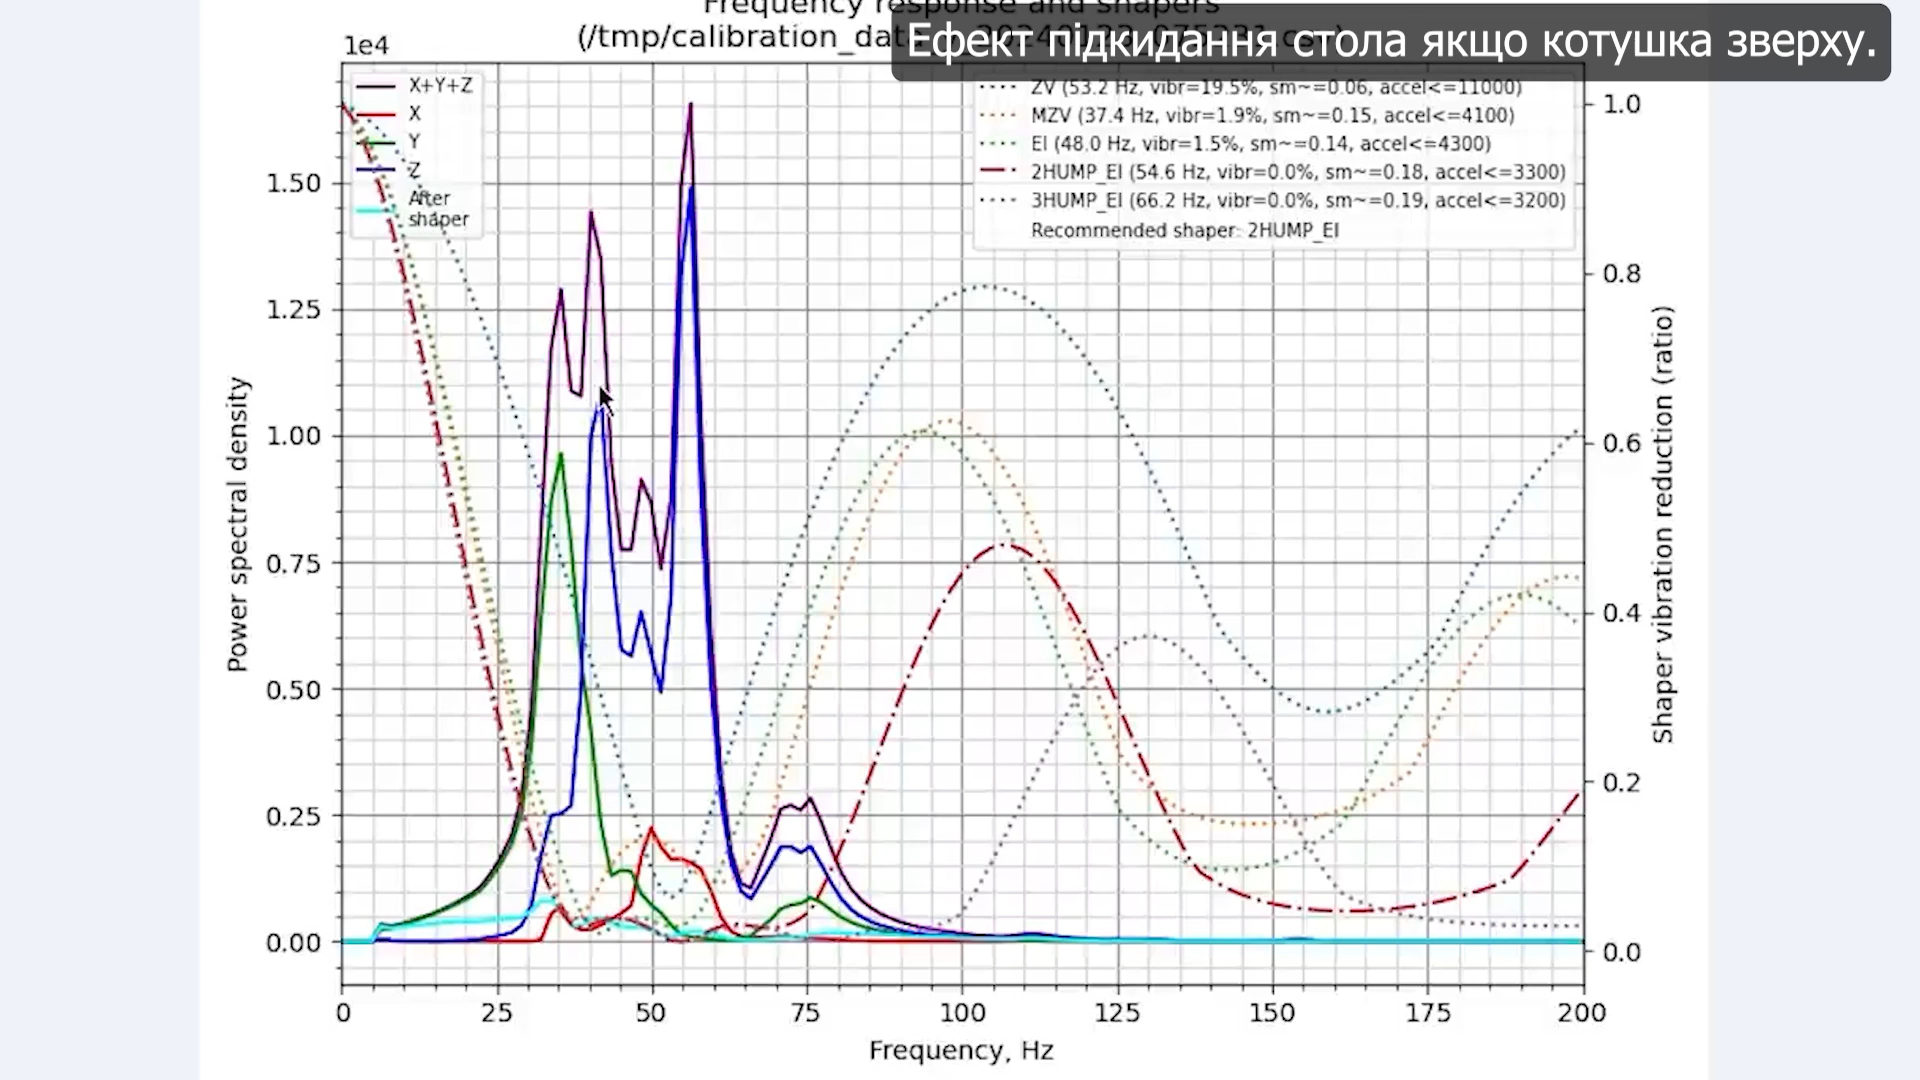 Frequency response and shapers
(/tmp/calibration_data
Ефект підкидання стола якщо котушка зверху.
1e4
X+Y+Z
X
Y
Z
After
shaper
ZV (53.2 Hz, vibr=19.5%, sm~=0.06, accel<=11000)
MZV (37.4 Hz, vibr=1.9%, sm~=0.15, accel<=4100)
EI (48.0 Hz, vibr=1.5%, sm~=0.14, accel<=4300)
2HUMP_EI (54.6 Hz, vibr=0.0%, sm~=0.18, accel<=3300)
3HUMP_EI (66.2 Hz, vibr=0.0%, sm~=0.19, accel<=3200)
Recommended shaper: 2HUMP_EI
Power spectral density
1.50
1.25
1.00
0.75
0.50
0.25
0.00
1.0
0.8
0.6
0.4
0.2
0.0
Shaper vibration reduction (ratio)
0 25 50 75 100 125 150 175 200
Frequency, Hz